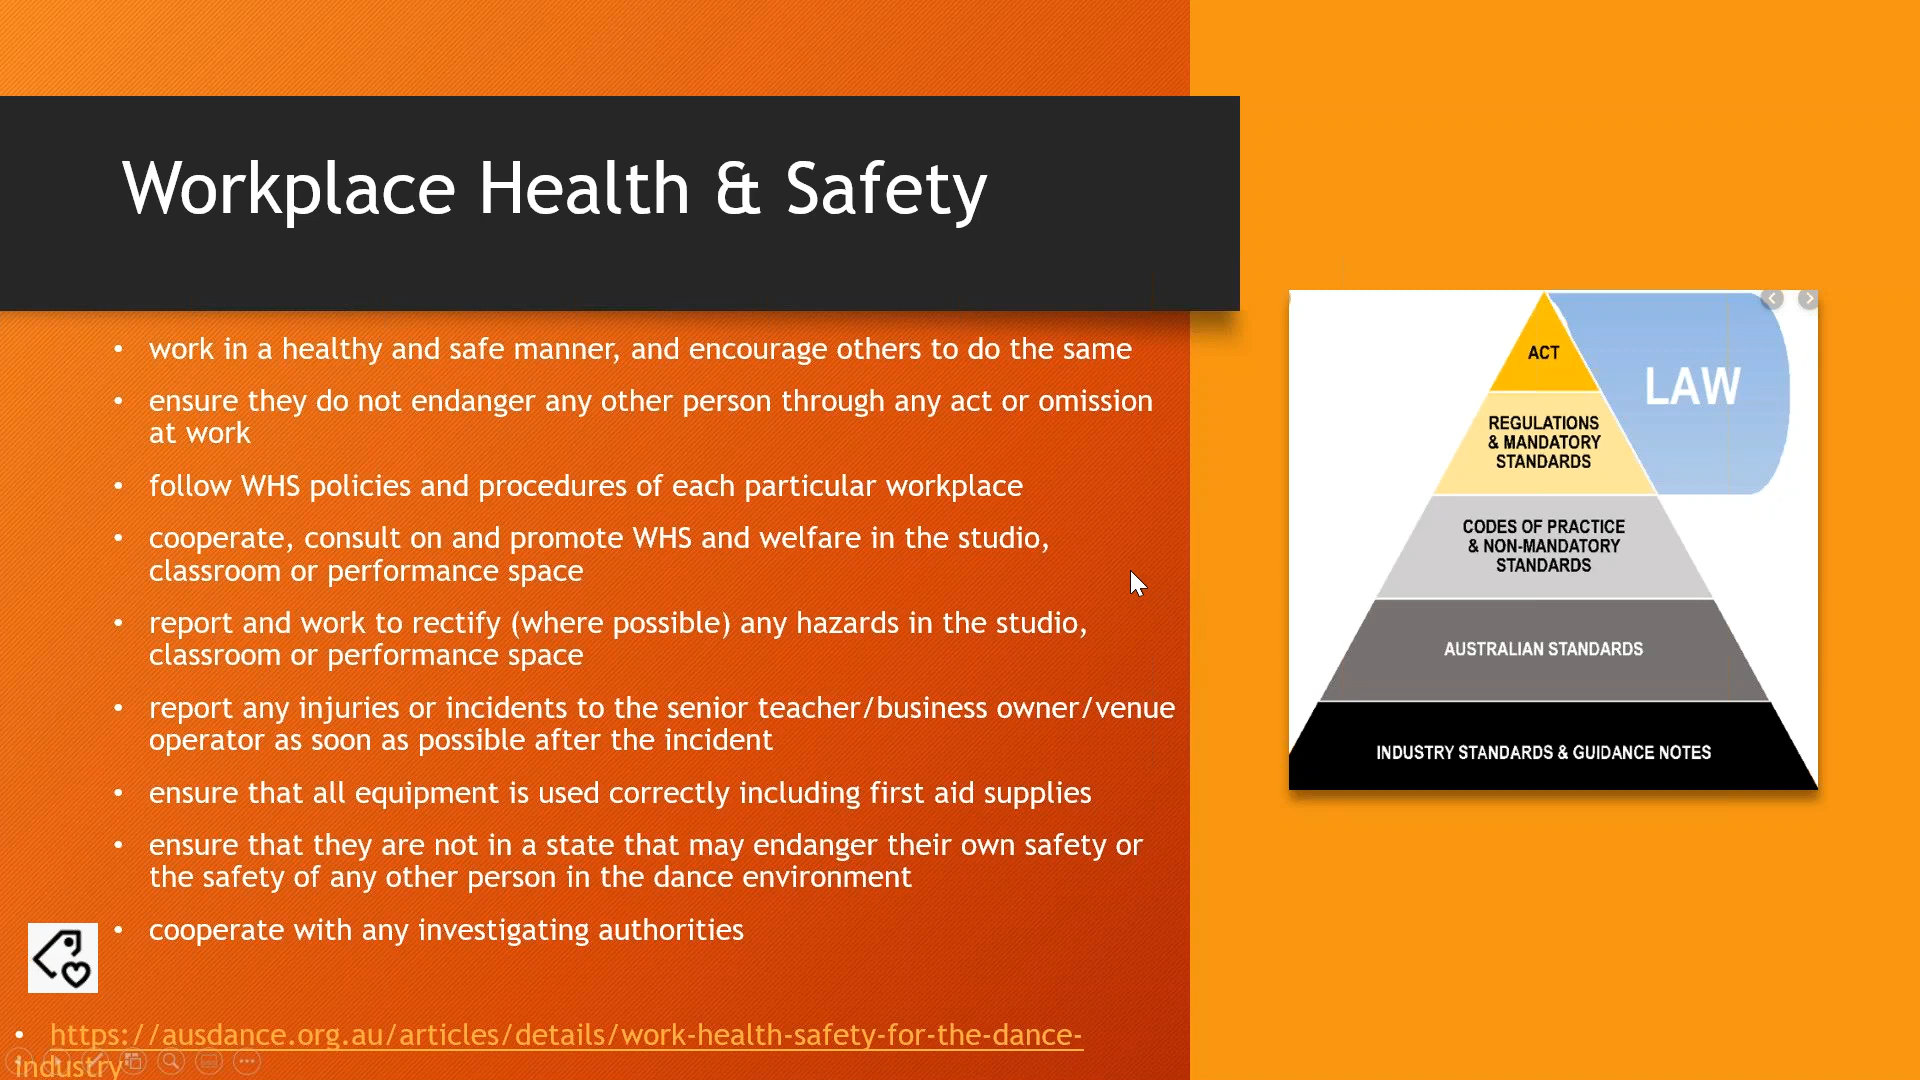 Workplace Health & Safety
• work in a healthy and safe manner, and encourage others to do the same
• ensure they do not endanger any other person through any act or omission
at work
• follow WHS policies and procedures of each particular workplace
• cooperate, consult on and promote WHS and welfare in the studio,
classroom or performance space
• report and work to rectify (where possible) any hazards in the studio,
classroom or performance space
• report any injuries or incidents to the senior teacher/business owner/venue
operator as soon as possible after the incident
• ensure that all equipment is used correctly including first aid supplies
• ensure that they are not in a state that may endanger their own safety or
the safety of any other person in the dance environment
• cooperate with any investigating authorities
• https://ausdance.org.au/articles/details/work-health-safety-for-the-dance-
industry
ACT
LAW
REGULATIONS
& MANDATORY
STANDARDS
CODES OF PRACTICE
& NON-MANDATORY
STANDARDS
AUSTRALIAN STANDARDS
INDUSTRY STANDARDS & GUIDANCE NOTES